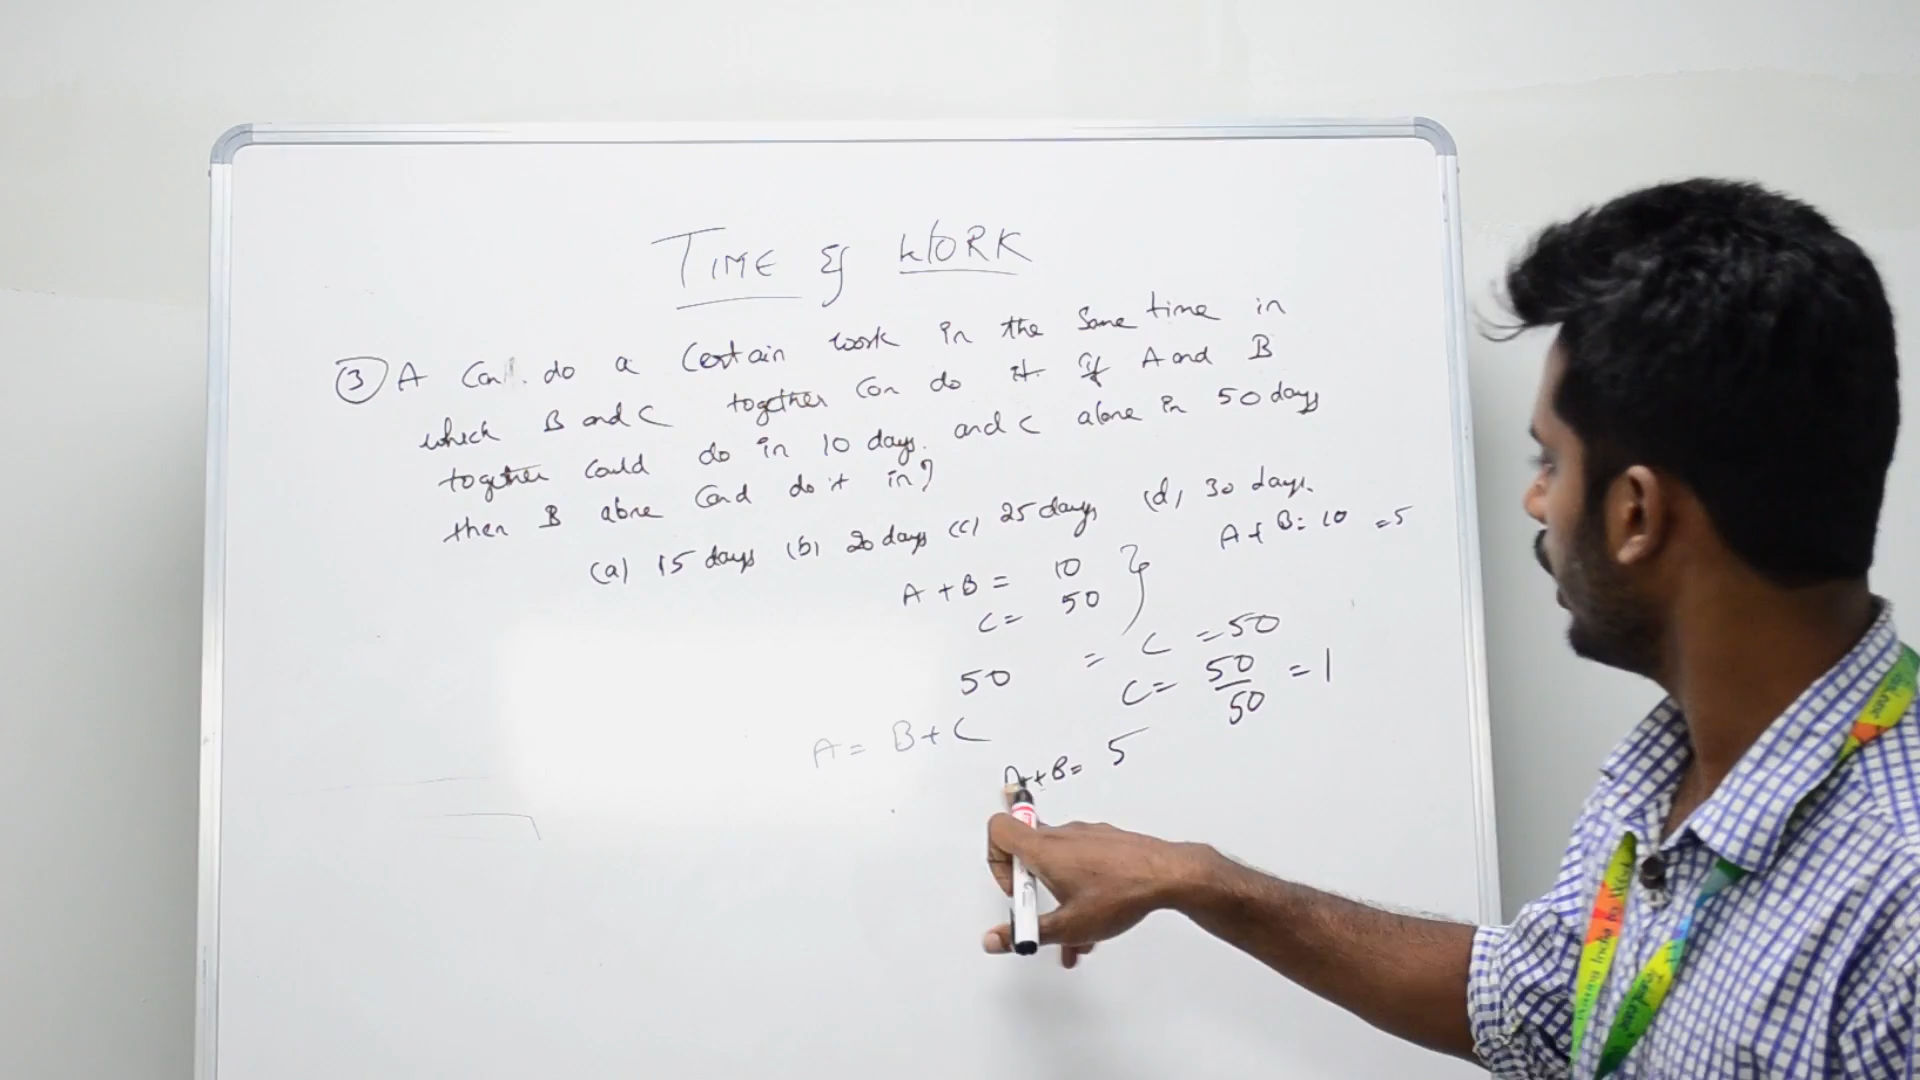 TIME & WORK
(3) A Can do a Certain work in the Same time in
which B and C together Can do it If A and B
together Could do in 10 days. and C alone in 50 days
then B alone Coud do it in?
(a) 15 days (b) 20 days (c) 25 days (d) 30 days.
A + B = 10
C = 50
A + B = 10 = 5
50 = C = 50
C = 50/50 = 1
A = B + C
A + B = 5